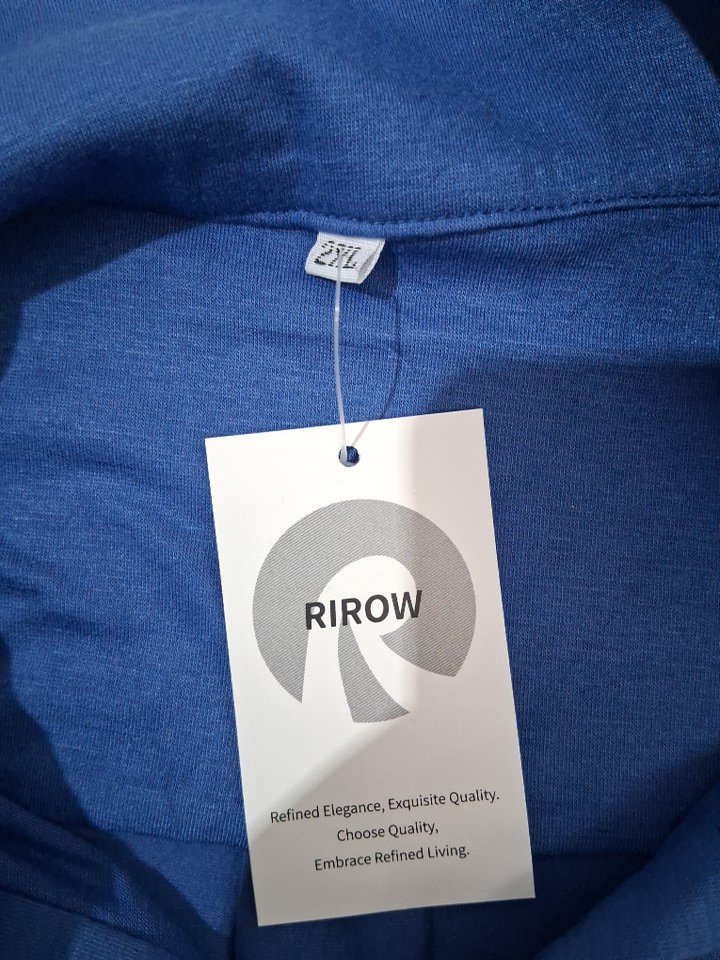 2XL
RIROW
Refined Elegance, Exquisite Quality.
Choose Quality,
Embrace Refined Living.